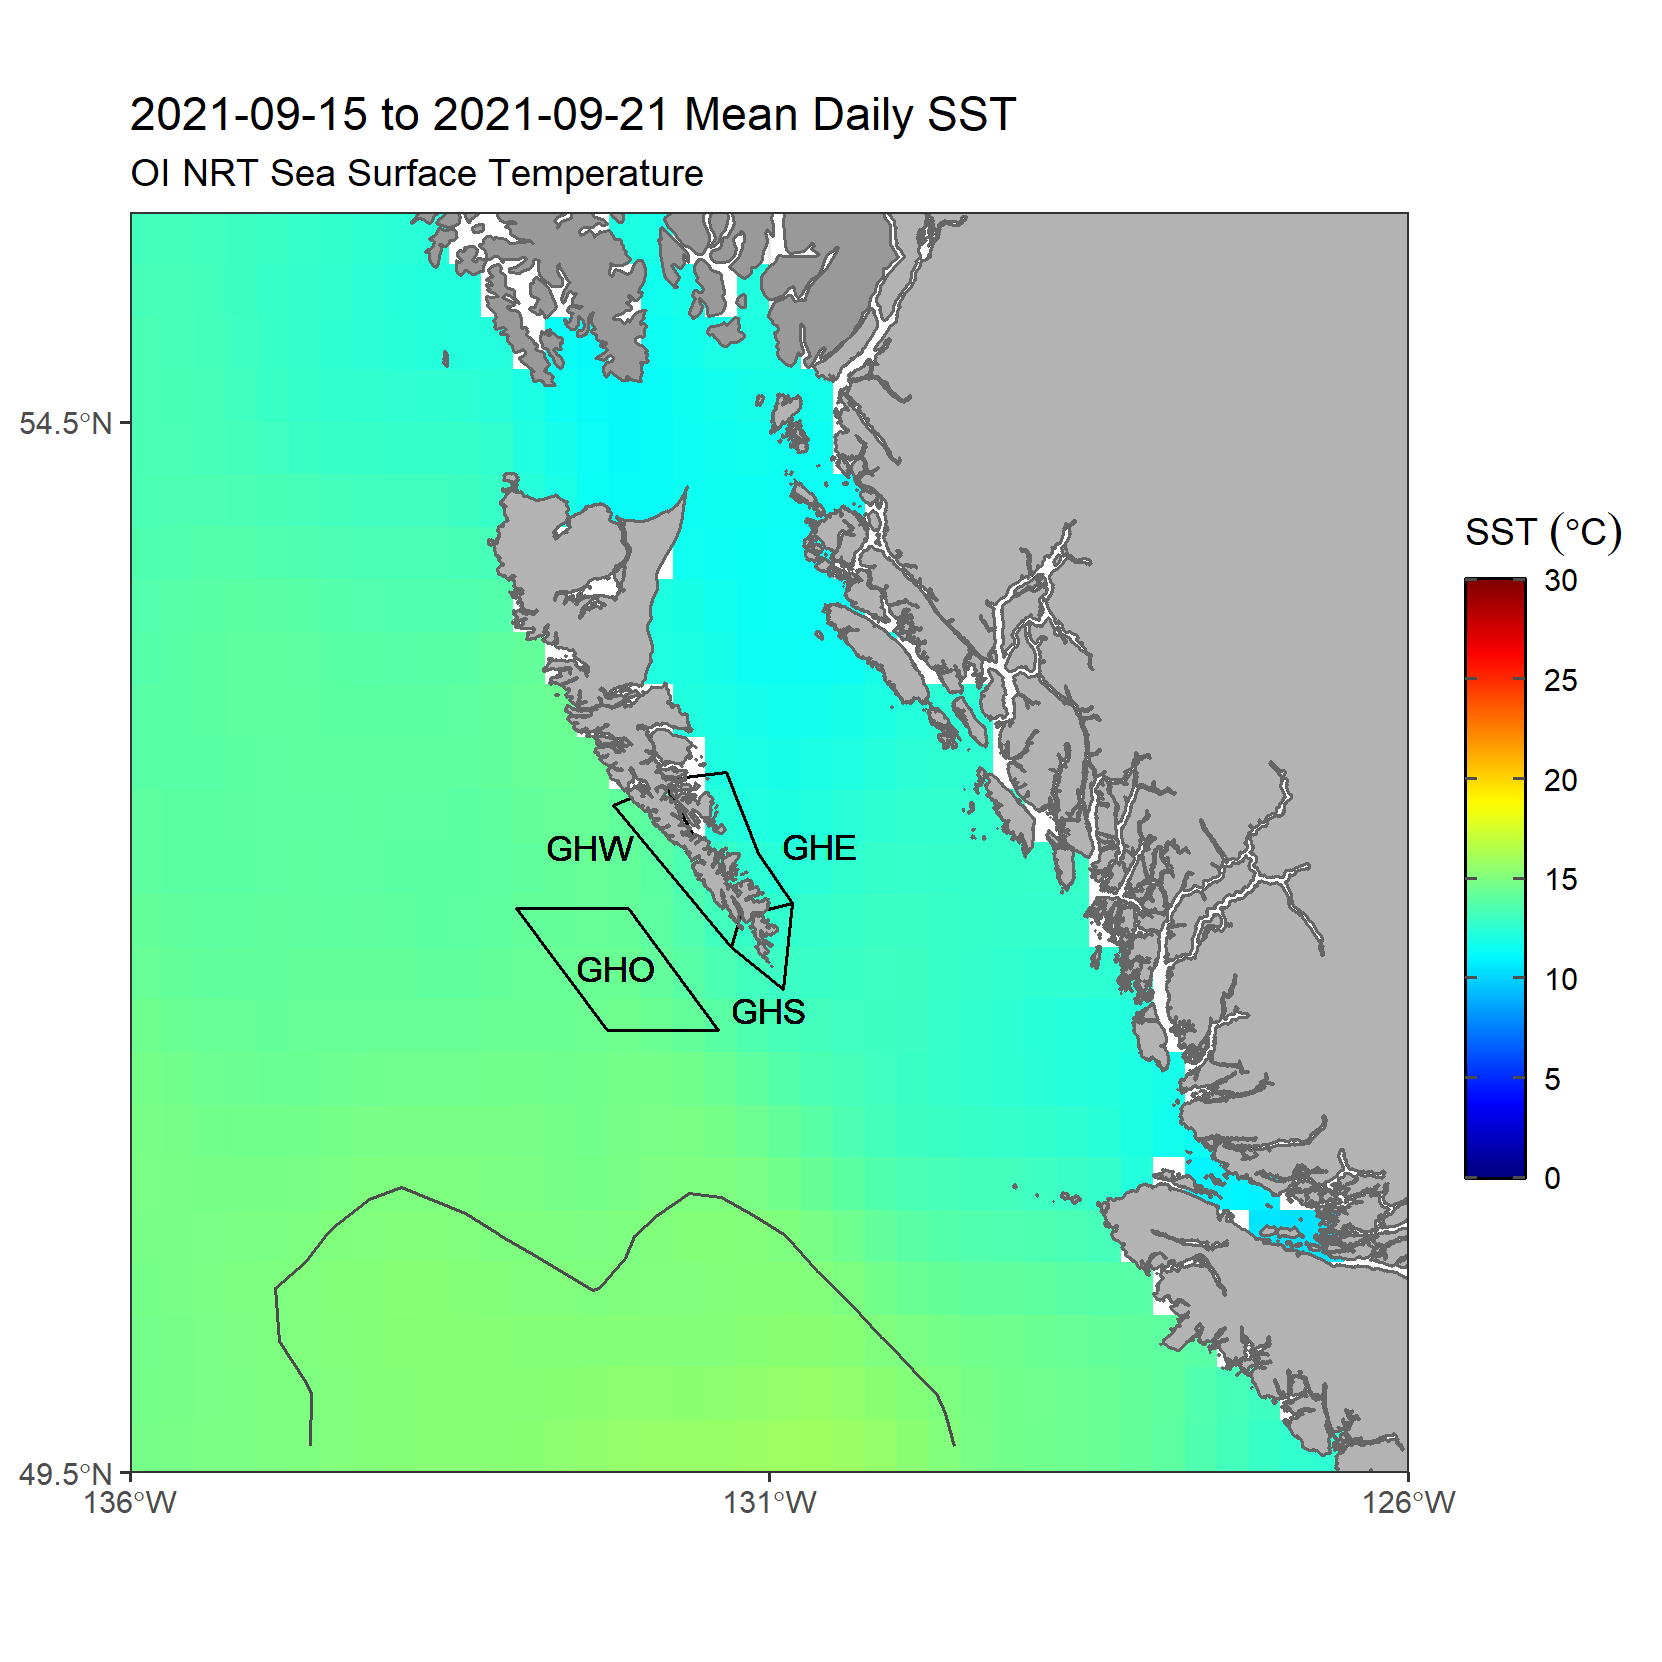 2021-09-15 to 2021-09-21 Mean Daily SST
OI NRT Sea Surface Temperature
54.5°N
49.5°N
136°W
131°W
126°W
GHW
GHE
GHO
GHS
SST (°C)
30
25
20
15
10
5
0